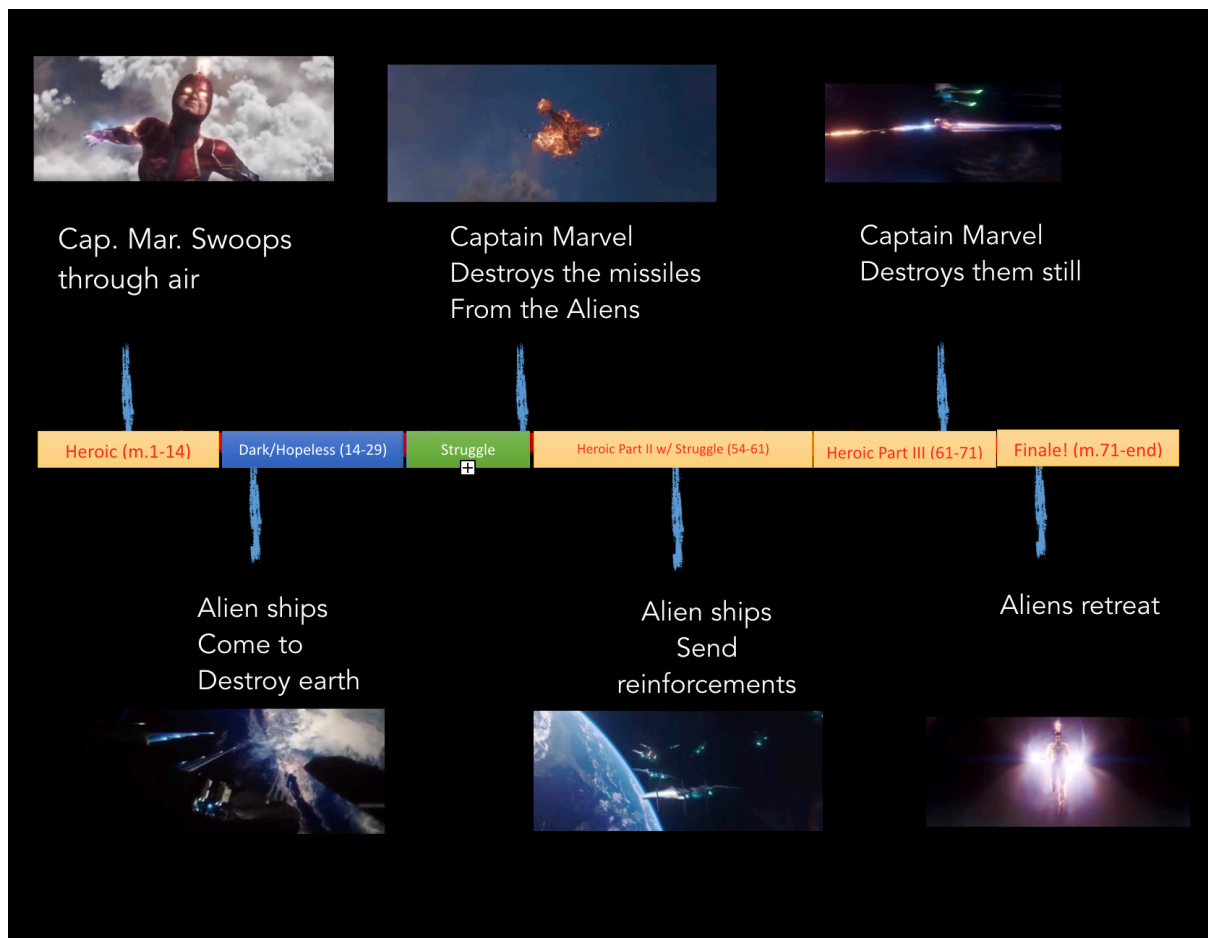 Cap. Mar. Swoops
through air
Captain Marvel
Destroys the missiles
From the Aliens
Captain Marvel
Destroys them still
Heroic (m.1-14)
Dark/Hopeless (14-29)
Struggle
Heroic Part II w/ Struggle (54-61)
Heroic Part III (61-71)
Finale! (m.71-end)
Alien ships
Come to
Destroy earth
Alien ships
Send
reinforcements
Aliens retreat